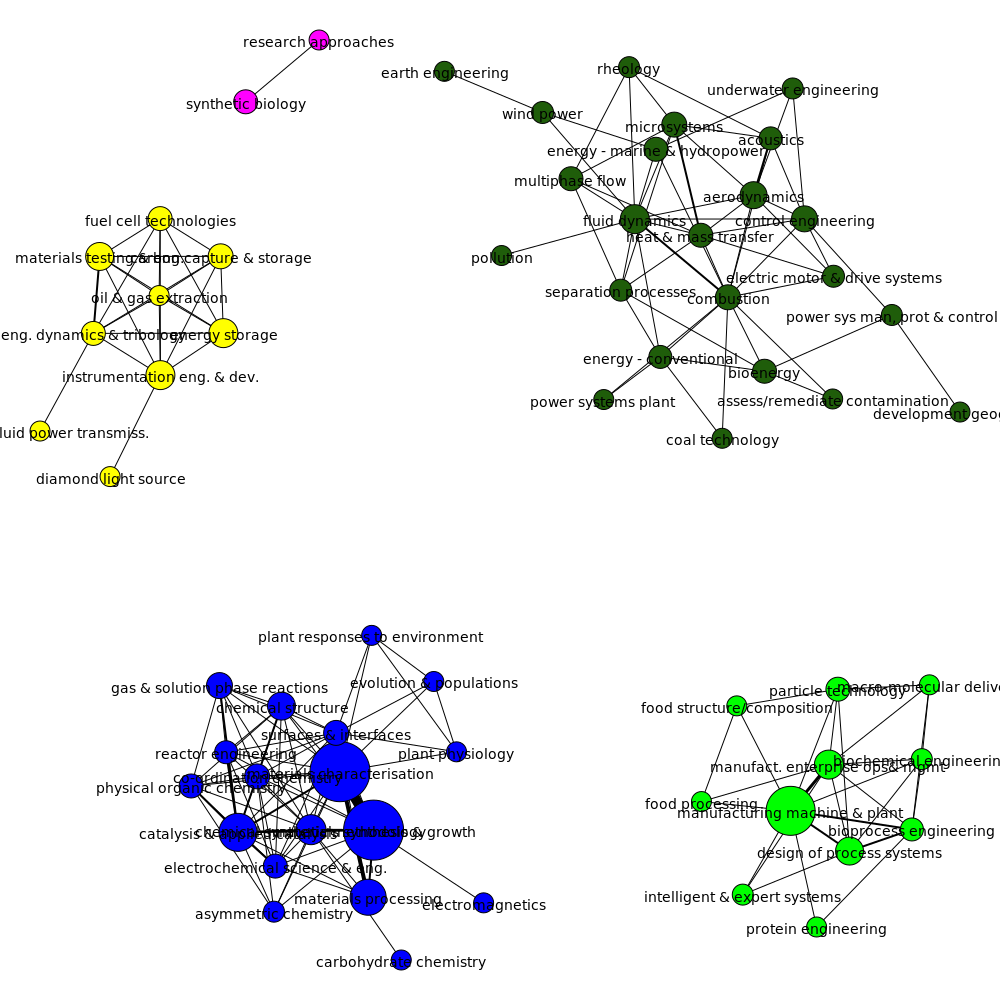 research approaches
synthetic biology
earth engineering
rheology
underwater engineering
wind power
microsystems
acoustics
energy - marine & hydropower
multiphase flow
aerodynamics
fluid dynamics
control engineering
heat & mass transfer
pollution
electric motor & drive systems
separation processes
combustion
power sys man, prot & control
energy - conventional
bioenergy
power systems plant
assess/remediate contamination
development geo
coal technology
fuel cell technologies
materials testing & eng.
carbon capture & storage
oil & gas extraction
eng. dynamics & tribology
energy storage
instrumentation eng. & dev.
luid power transmiss.
diamond light source
plant responses to environment
evolution & populations
gas & solution phase reactions
chemical structure
surfaces & interfaces
reactor engineering
plant physiology
co-ordination chemistry
materials characterisation
physical organic chemistry
catalysis & applied catalysis
growth
electrochemical science & eng.
materials processing
electromagnetics
asymmetric chemistry
carbohydrate chemistry
particle technology
macro-molecular delive
food structure/composition
manufact. enterprise ops& mgmt
biochemical engineerin
food processing
manufacturing machine & plant
bioprocess engineering
design of process systems
intelligent & expert systems
protein engineering